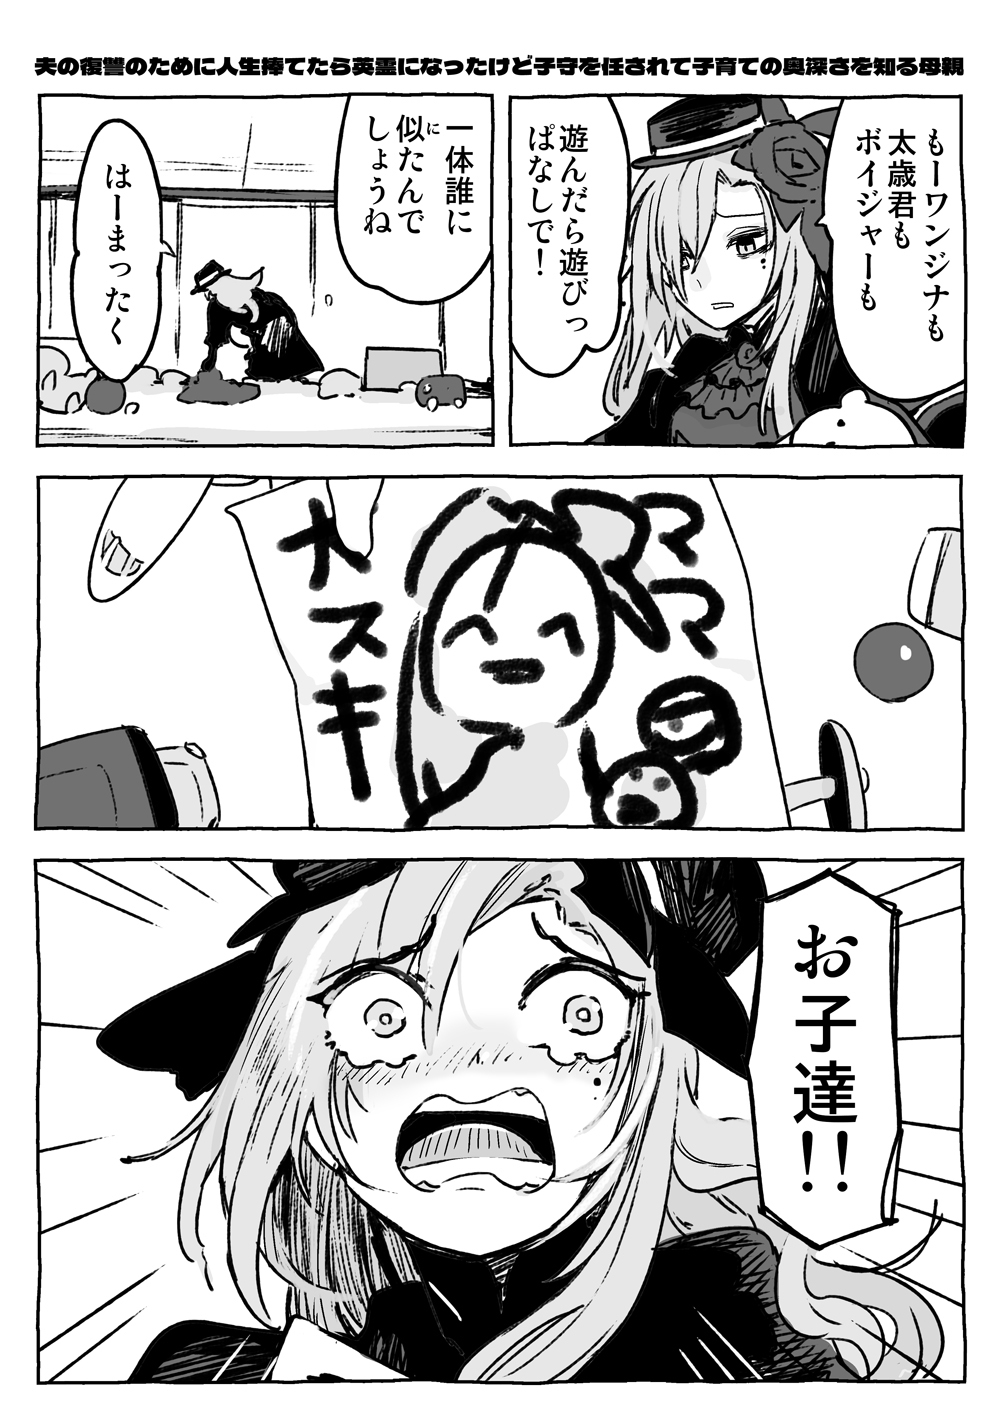 夫の復讐のために人生捧てたら英霊になったけど子守を任されて子育ての奥深さを知る母親
もーワンジナも
太歳君も
ボイジャーも
遊んだら遊びっ
ぱなしで！
一体誰に
似たんで
に
しょうね
はーまったく
ママ
ママ
大スキ
お子達！！